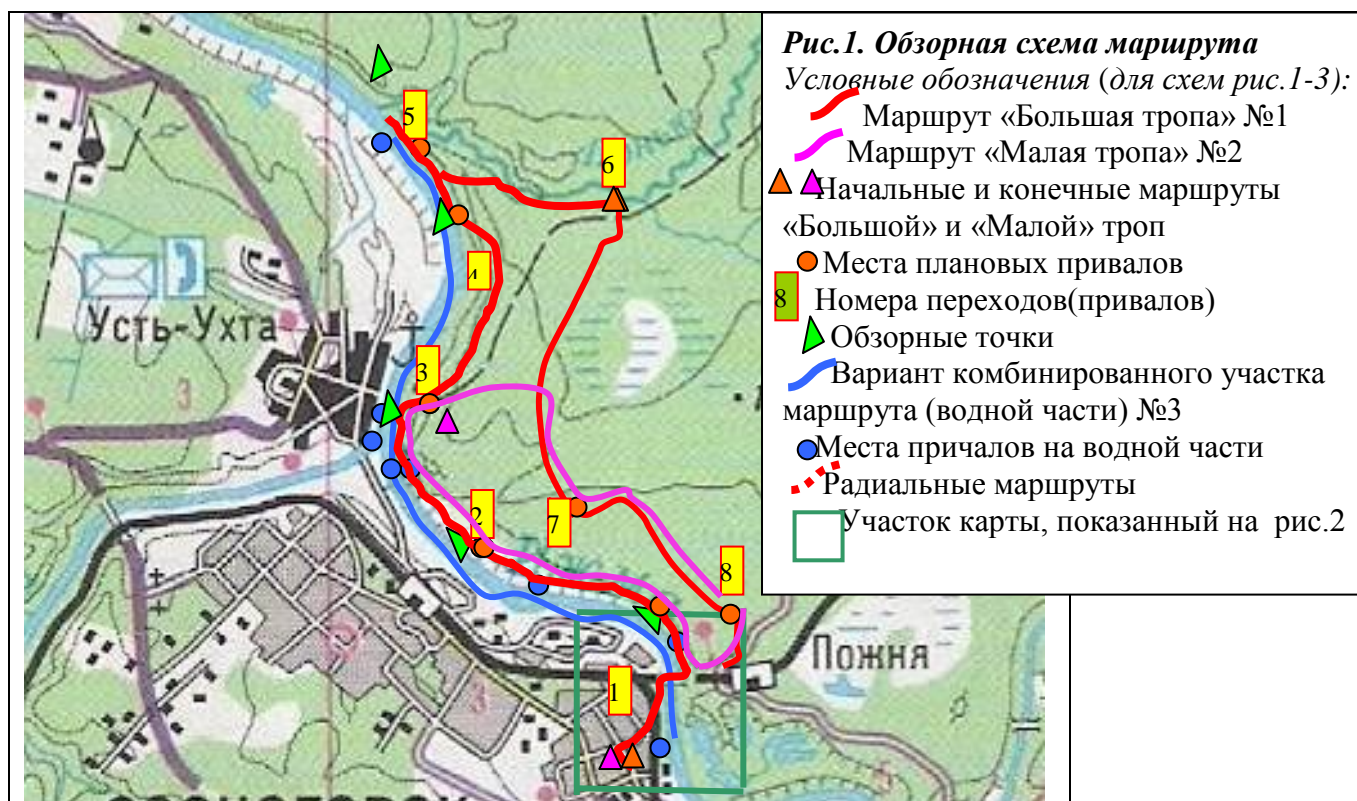 Рис.1. Обзорная схема маршрута
Условные обозначения (для схем рис.1-3):
Маршрут «Большая тропа» №1
Маршрут «Малая тропа» №2
Начальные и конечные маршруты
«Большой» и «Малой» троп
Места плановых привалов
8 Номера переходов(привалов)
Обзорные точки
Вариант комбинированного участка
маршрута (водной части) №3
Места причалов на водной части
Радиальные маршруты
Участок карты, показанный на рис.2
5
6
4
Усть-Ухта
3
3
2
7
8
Пожня
1
3